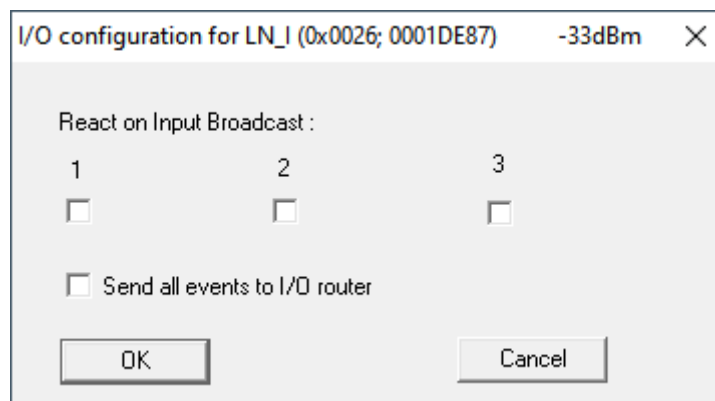 I/O configuration for LN_I (0x0026; 0001DE87) -33dBm
React on Input Broadcast :
1 2 3
Send all events to I/O router
OK Cancel